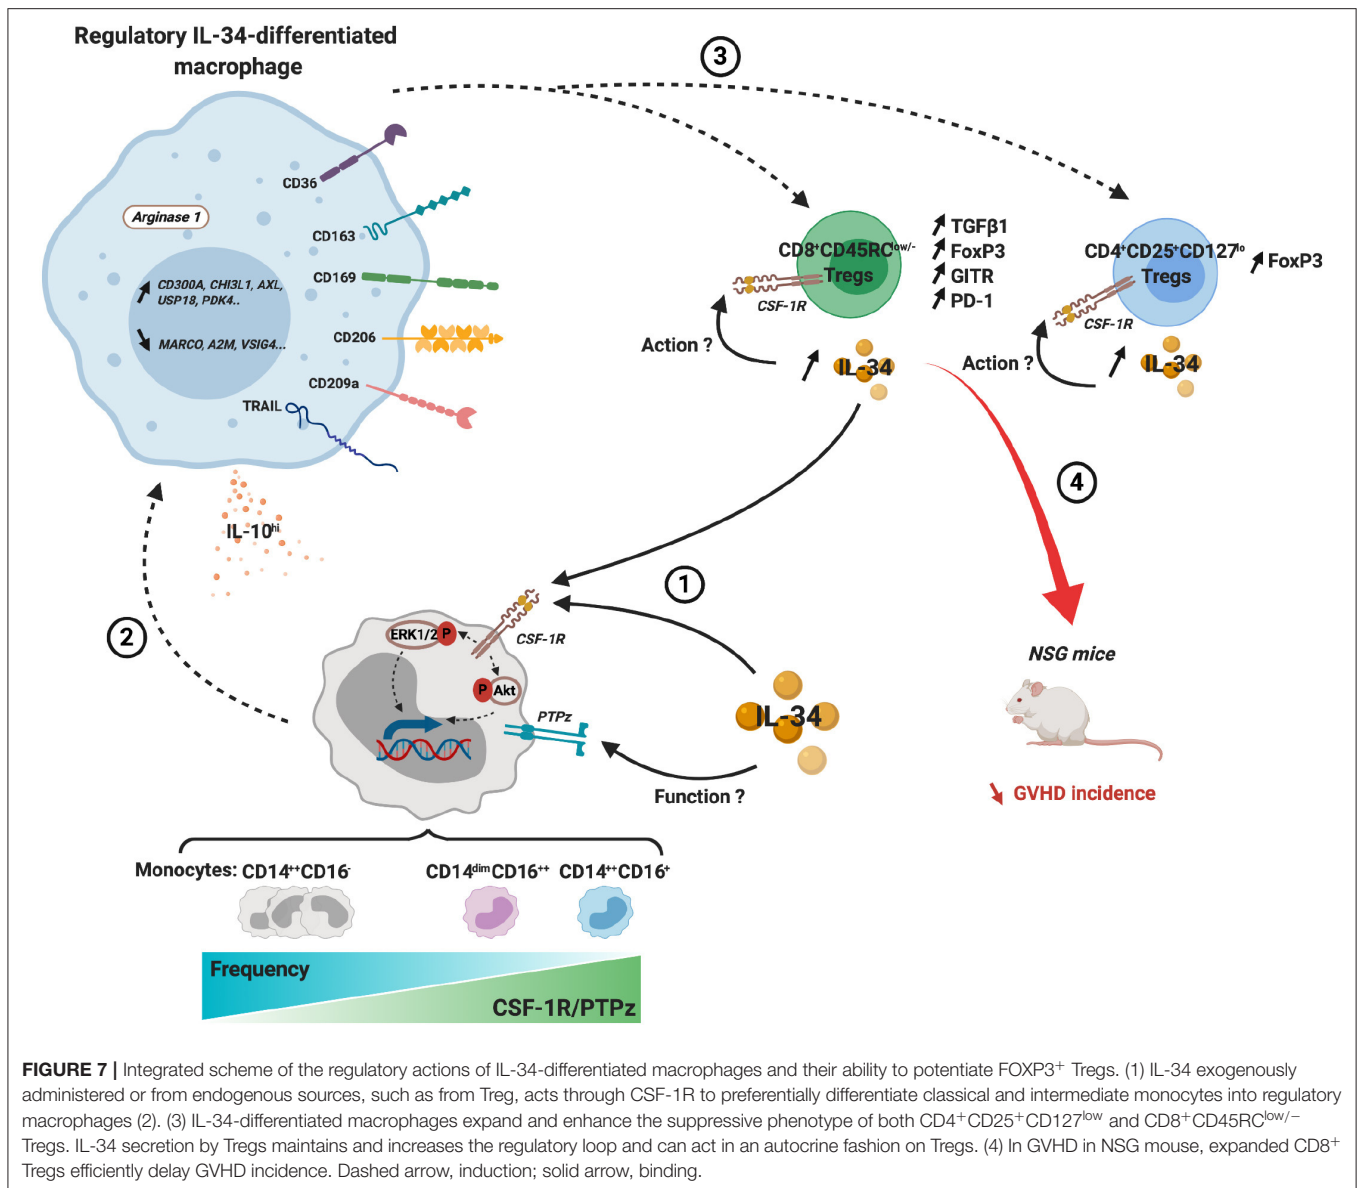 Regulatory IL-34-differentiated
macrophage
3
CD36
Arginase 1
CD163
CD169
CD300A, CHI3L1, AXL,
USP18, PDK4..
MARCO, A2M, VSIG4...
CD206
CD209a
TRAIL
IL-10hi
CD8+CD45RClow/-
Tregs
CSF-1R
TGFβ1
FoxP3
GITR
PD-1
Action ?
IL-34
CD4+CD25+CD127lo
Tregs
FoxP3
CSF-1R
Action ?
IL-34
4
1
2
ERK1/2 P
CSF-1R
P Akt
PTPz
IL-34
Function ?
NSG mice
GVHD incidence
Monocytes: CD14++CD16- CD14dimCD16++ CD14++CD16+
Frequency
CSF-1R/PTPz
FIGURE 7 | Integrated scheme of the regulatory actions of IL-34-differentiated macrophages and their ability to potentiate FOXP3+ Tregs. (1) IL-34 exogenously
administered or from endogenous sources, such as from Treg, acts through CSF-1R to preferentially differentiate classical and intermediate monocytes into regulatory
macrophages (2). (3) IL-34-differentiated macrophages expand and enhance the suppressive phenotype of both CD4+CD25+CD127low and CD8+CD45RClow/−
Tregs. IL-34 secretion by Tregs maintains and increases the regulatory loop and can act in an autocrine fashion on Tregs. (4) In GVHD in NSG mouse, expanded CD8+
Tregs efficiently delay GVHD incidence. Dashed arrow, induction; solid arrow, binding.